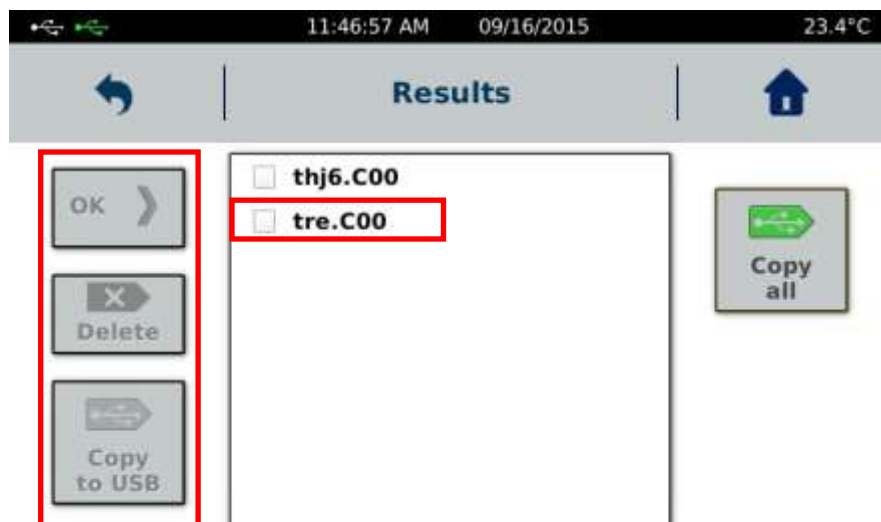 11:46:57 AM 09/16/2015 23.4°C
Results
OK
Delete
Copy
to USB
thj6.C00
tre.C00
Copy
all